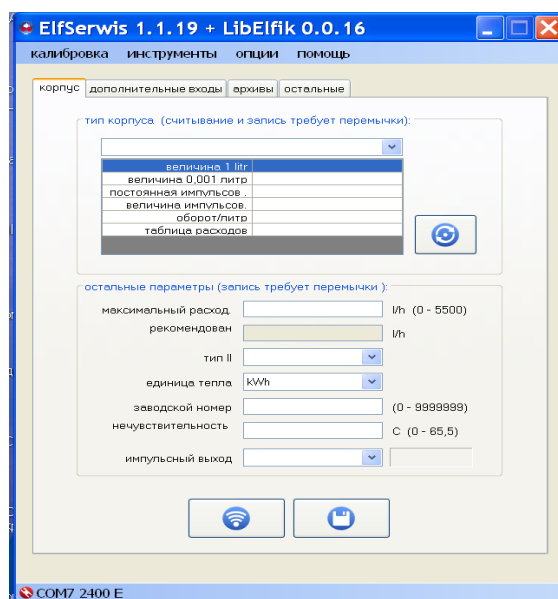 ElfSerwis 1.1.19 + LibElfik 0.0.16
калибровка инструменты опции помощь
корпус дополнительные входы архивы остальные
тип корпуса (считывание и запись требует перемычки):
величина 1 litr
величина 0,001 литр
постоянная импульсов .
величина импульсов.
оборот/литр
таблица расходов
остальные параметры (запись требует перемычки ):
максимальный расход. l/h (0 - 5500)
рекомендован l/h
тип II
единица тепла kWh
заводской номер (0 - 9999999)
нечувствительность C (0 - 65,5)
импульсный выход
COM7 2400 E